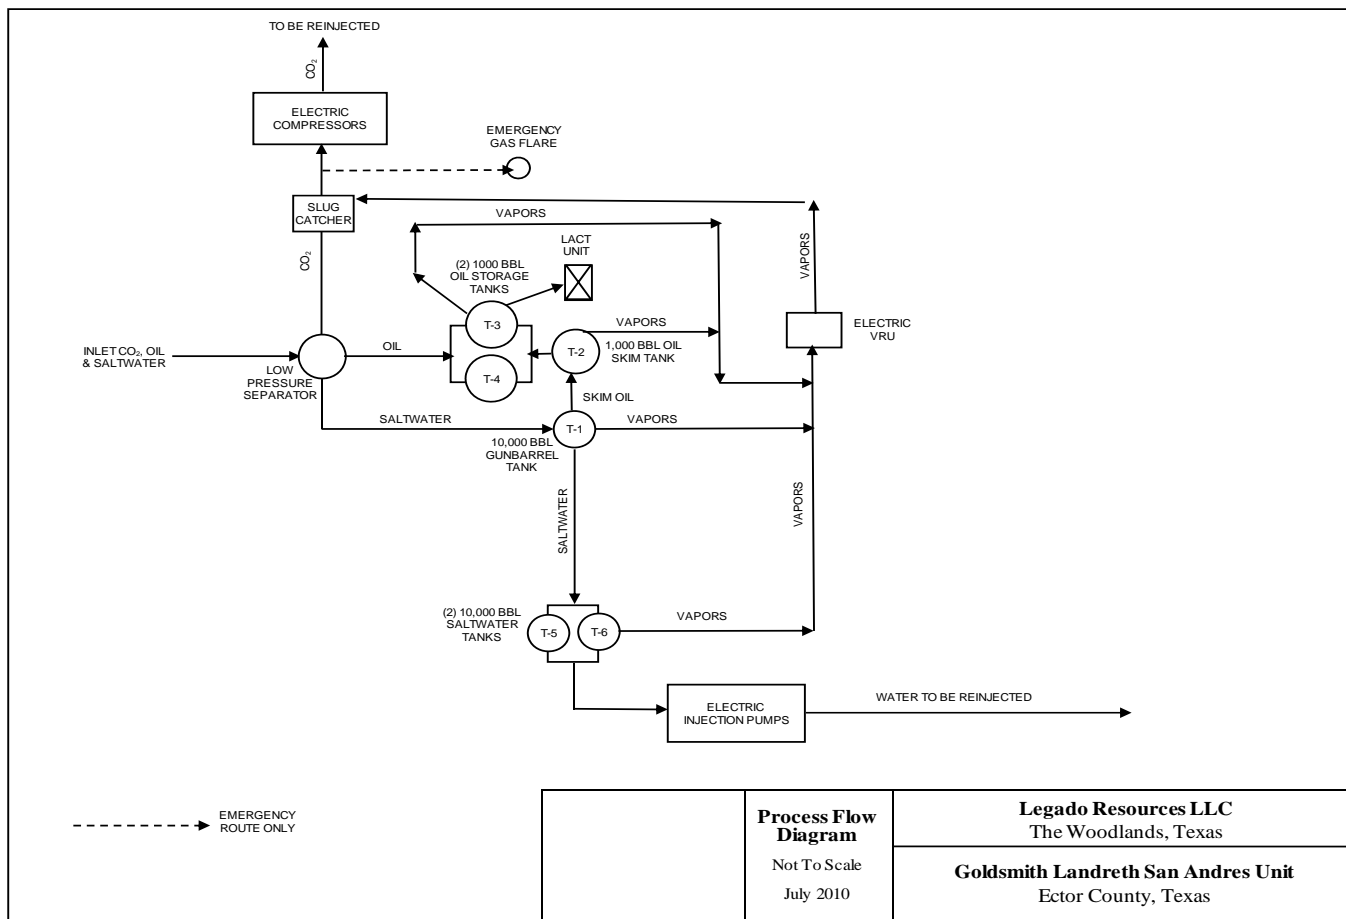 TO BE REINJECTED
CO₂
ELECTRIC
COMPRESSORS
EMERGENCY
GAS FLARE
SLUG
CATCHER
VAPORS
LACT
UNIT
VAPORS
CO₂
(2) 1000 BBL
OIL STORAGE
TANKS
T-3
VAPORS
ELECTRIC
VRU
INLET CO₂, OIL
& SALTWATER
OIL
T-2
1,000 BBL OIL
SKIM TANK
LOW
PRESSURE
SEPARATOR
T-4
SKIM OIL
SALTWATER
T-1
VAPORS
10,000 BBL
GUNBARREL
TANK
SALTWATER
VAPORS
(2) 10,000 BBL
SALTWATER
TANKS
T-5
T-6
VAPORS
ELECTRIC
INJECTION PUMPS
WATER TO BE REINJECTED
EMERGENCY
ROUTE ONLY
Process Flow
Diagram
Not To Scale
July 2010
Legado Resources LLC
The Woodlands, Texas
Goldsmith Landreth San Andres Unit
Ector County, Texas